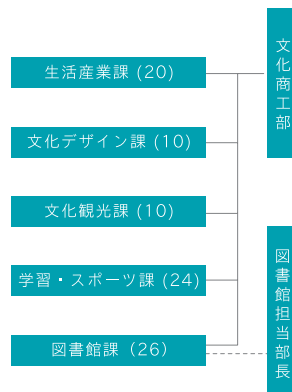 文化商工部
生活産業課 (20)
文化デザイン課 (10)
文化観光課 (10)
学習・スポーツ課 (24)
図書館課（26）
図書館担当部長